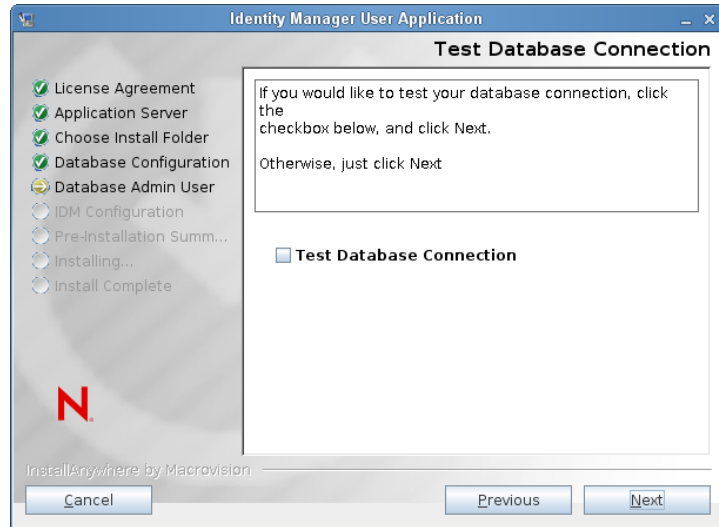 Identity Manager User Application
Test Database Connection
License Agreement
Application Server
Choose Install Folder
Database Configuration
Database Admin User
IDM Configuration
Pre-Installation Summ...
Installing...
Install Complete
If you would like to test your database connection, click
the
checkbox below, and click Next.
Otherwise, just click Next
Test Database Connection
N
InstallAnywhere by Macrovision
Cancel
Previous
Next